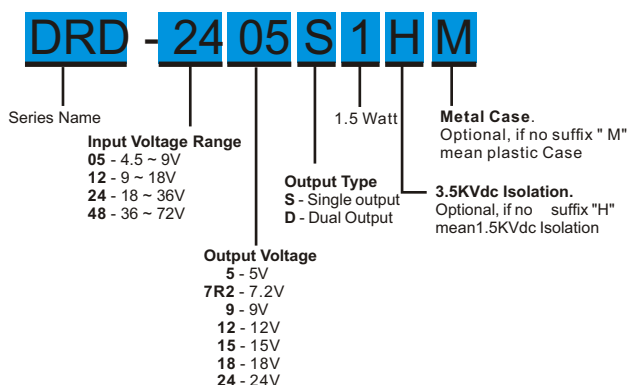 DRD - 24 05 S 1 H M
Series Name
Input Voltage Range
05 - 4.5 ~ 9V
12 - 9 ~ 18V
24 - 18 ~ 36V
48 - 36 ~ 72V
Output Voltage
5 - 5V
7R2 - 7.2V
9 - 9V
12 - 12V
15 - 15V
18 - 18V
24 - 24V
Output Type
S - Single output
D - Dual Output
1.5 Watt
3.5KVdc Isolation.
Optional, if no suffix "H"
mean1.5KVdc Isolation
Metal Case.
Optional, if no suffix " M"
mean plastic Case